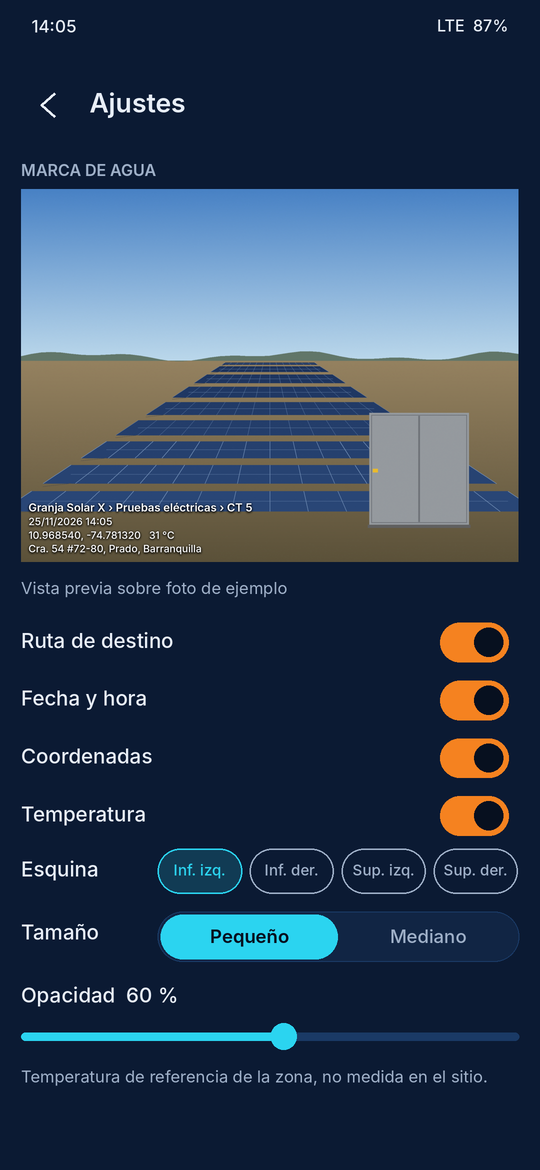 14:05
LTE 87%
Ajustes
MARCA DE AGUA
Granja Solar X › Pruebas eléctricas › CT 5
25/11/2026 14:05
10.968540, -74.781320 31 °C
Cra. 54 #72-80, Prado, Barranquilla
Vista previa sobre foto de ejemplo
Ruta de destino
Fecha y hora
Coordenadas
Temperatura
Esquina
Inf. izq.
Inf. der.
Sup. izq.
Sup. der.
Tamaño
Pequeño
Mediano
Opacidad 60 %
Temperatura de referencia de la zona, no medida en el sitio.